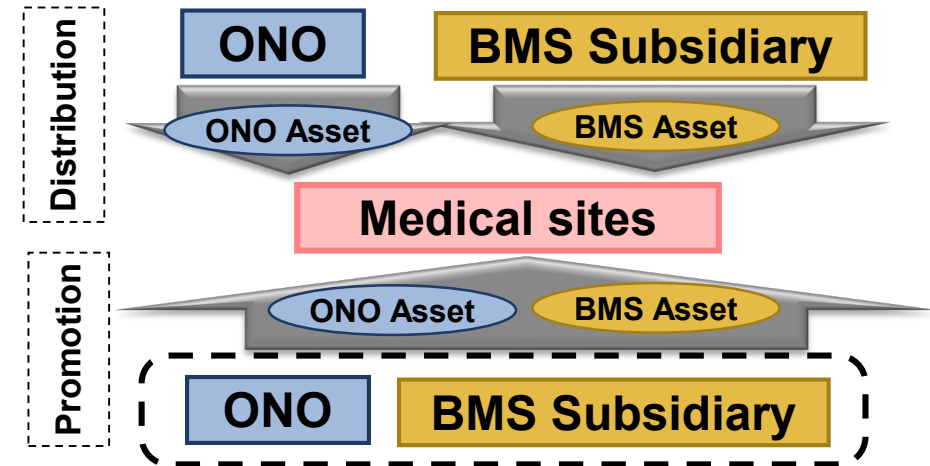 Distribution
ONO
BMS Subsidiary
ONO Asset
BMS Asset
Medical sites
Promotion
ONO Asset
BMS Asset
ONO
BMS Subsidiary